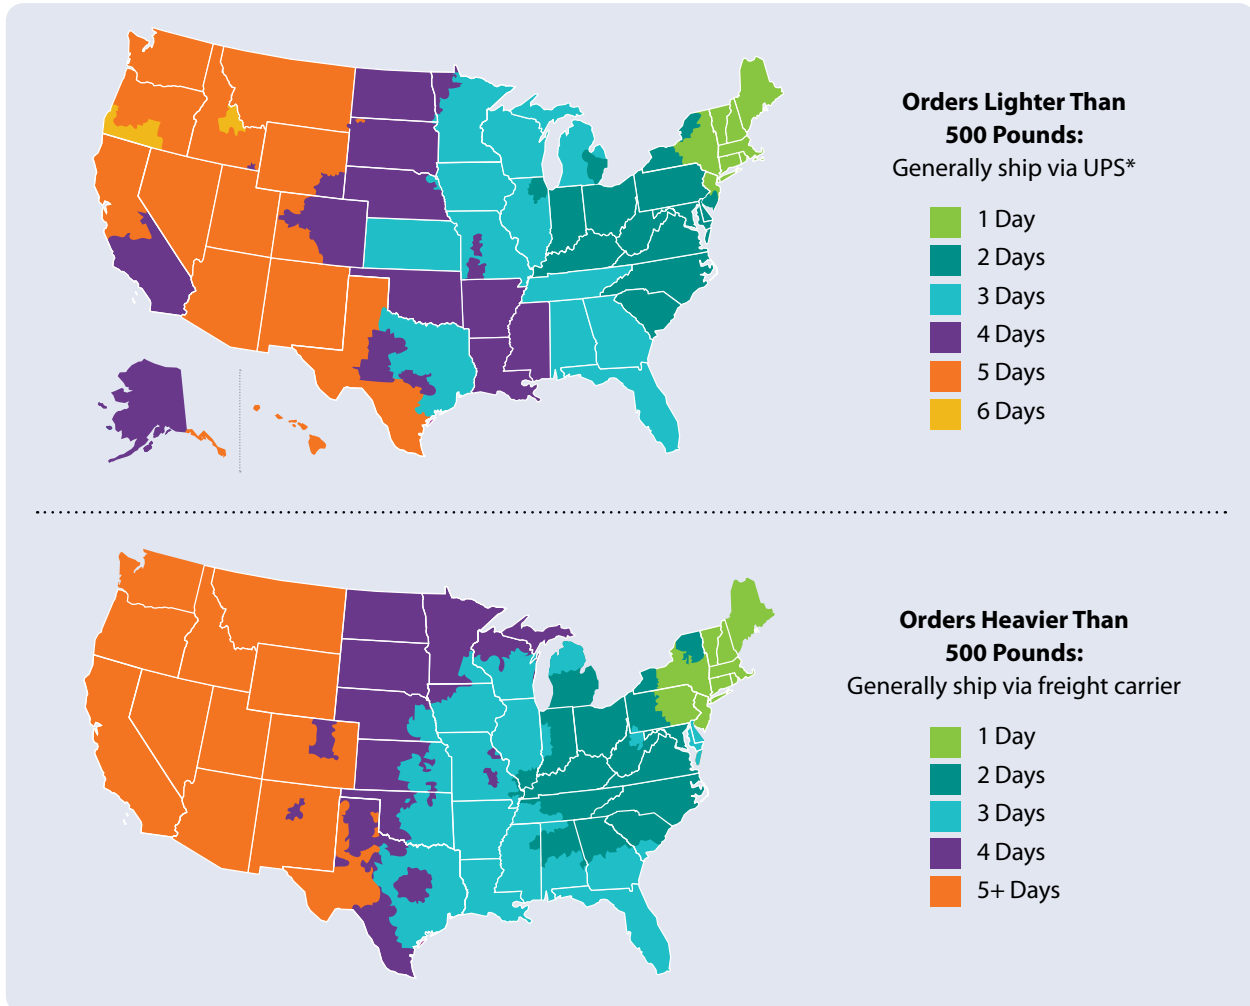 Orders Lighter Than
500 Pounds:
Generally ship via UPS*
1 Day
2 Days
3 Days
4 Days
5 Days
6 Days
Orders Heavier Than
500 Pounds:
Generally ship via freight carrier
1 Day
2 Days
3 Days
4 Days
5+ Days